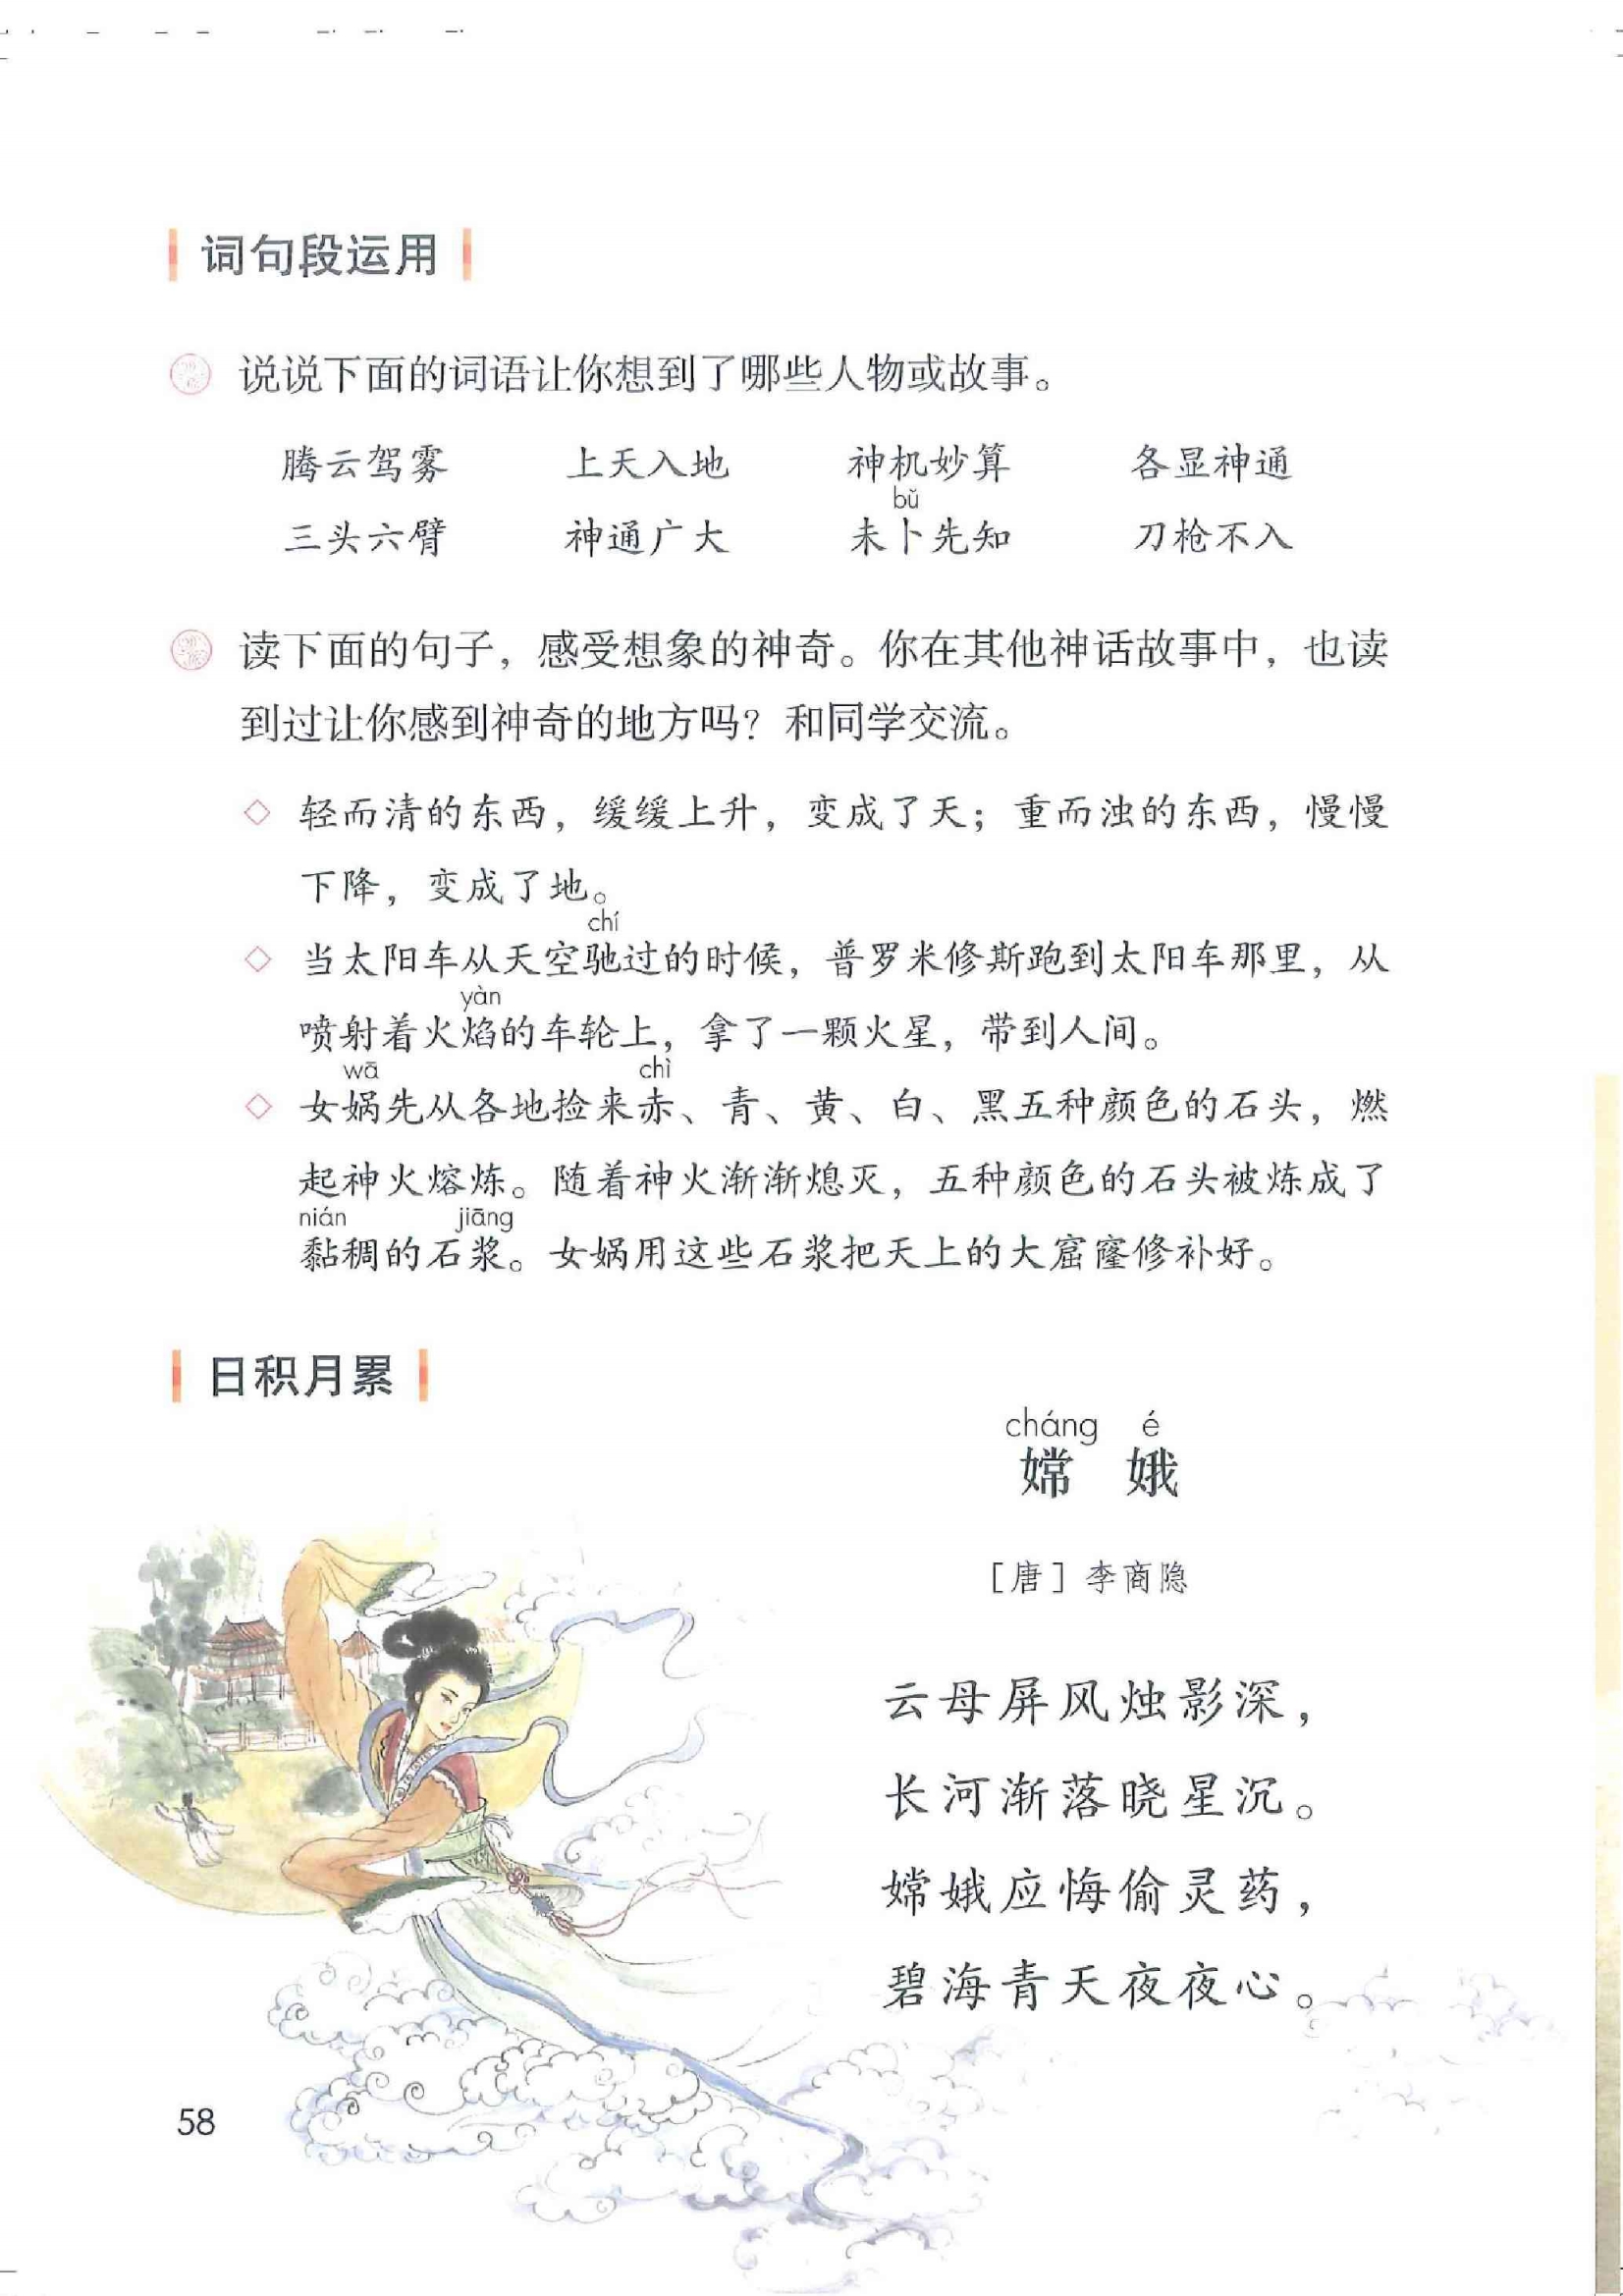 词句段运用
说说下面的词语让你想到了哪些人物或故事。
腾云驾雾 上天入地 神机妙算 各显神通
bǔ
三头六臂 神通广大 未卜先知 刀枪不入
读下面的句子，感受想象的神奇。你在其他神话故事中，也读
到过让你感到神奇的地方吗？和同学交流。
◇ 轻而清的东西，缓缓上升，变成了天；重而浊的东西，慢慢
下降，变成了地。
chí
◇ 当太阳车从天空驰过的时候，普罗米修斯跑到太阳车那里，从
yàn
喷射着火焰的车轮上，拿了一颗火星，带到人间。
wā chì
◇ 女娲先从各地捡来赤、青、黄、白、黑五种颜色的石头，燃
起神火熔炼。随着神火渐渐熄灭，五种颜色的石头被炼成了
nián jiāng
黏稠的石浆。女娲用这些石浆把天上的大窟窿修补好。
日积月累
cháng é
嫦娥
［唐］李商隐
云母屏风烛影深，
长河渐落晓星沉。
嫦娥应悔偷灵药，
碧海青天夜夜心。
58